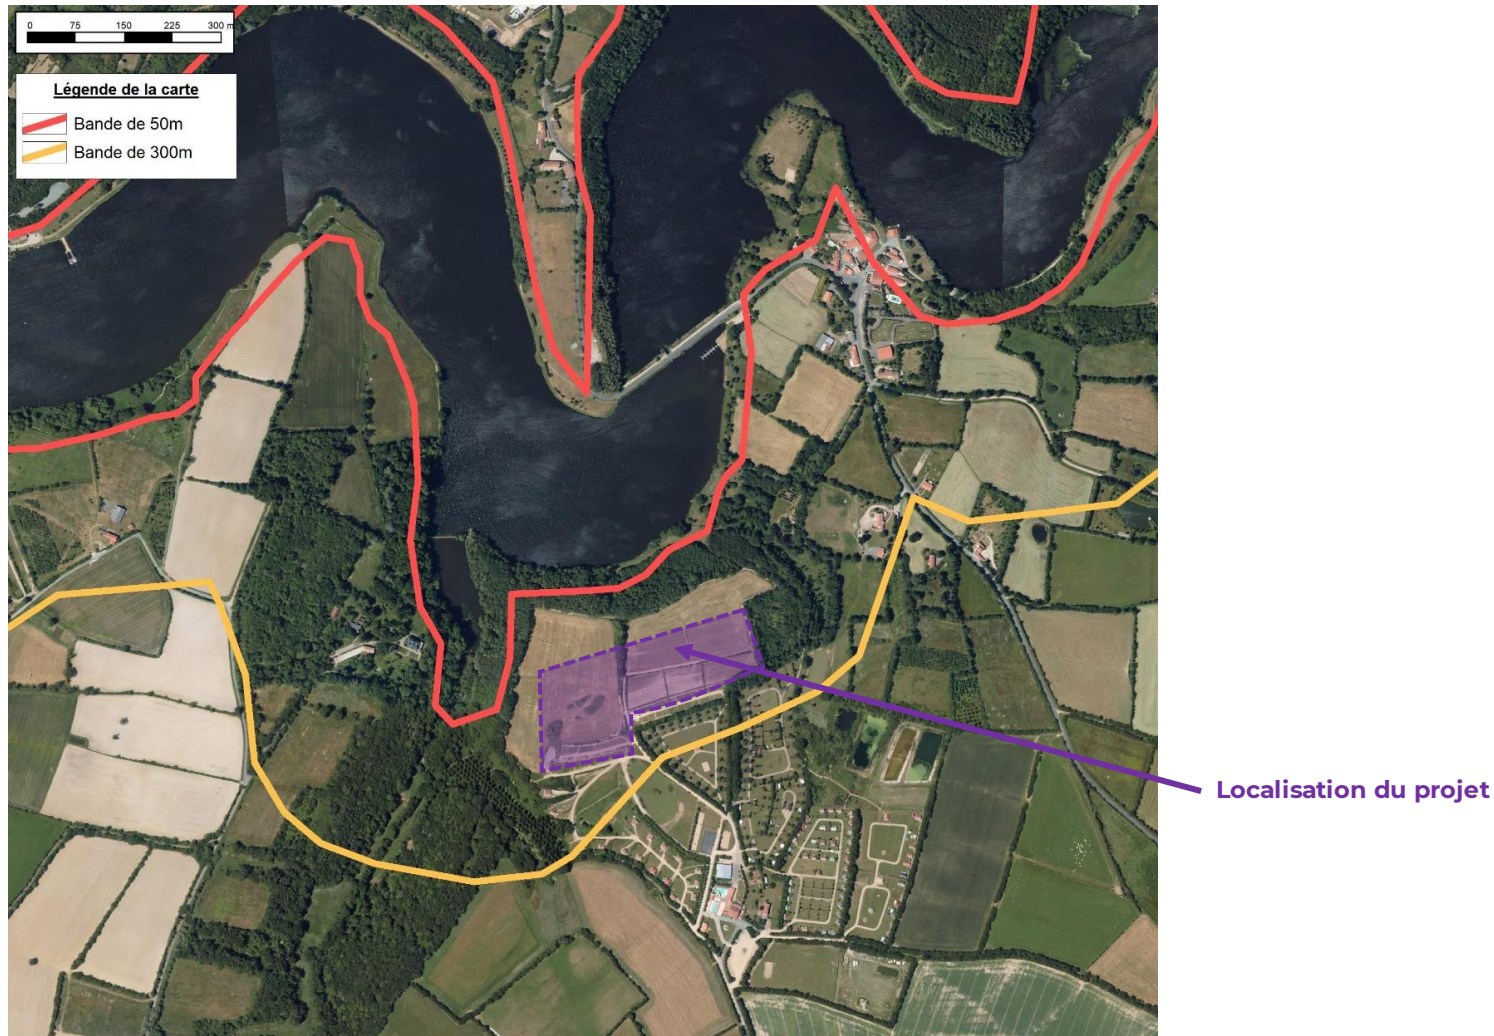 0 75 150 225 300 m
Légende de la carte
Bande de 50m
Bande de 300m
Localisation du projet